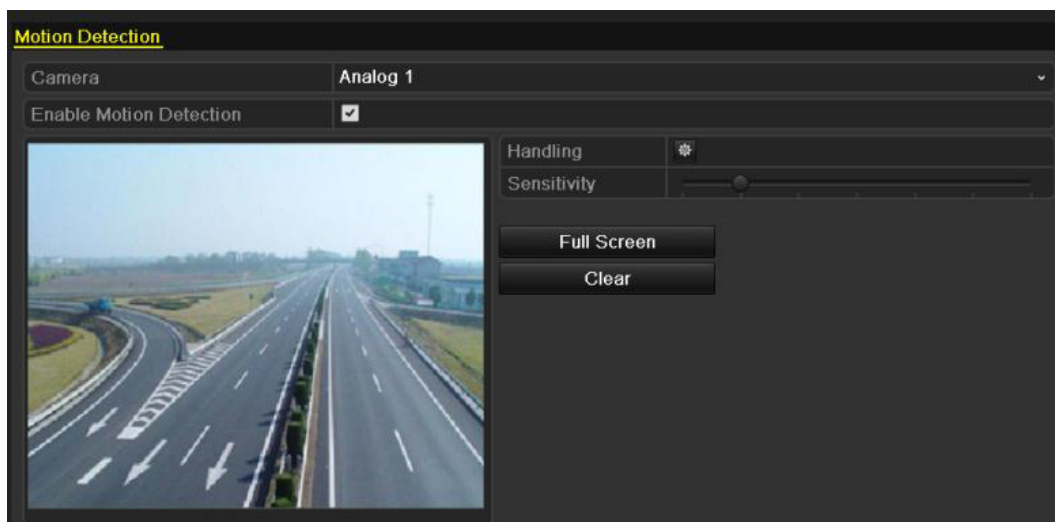 Motion Detection
Camera Analog 1
Enable Motion Detection
Handling
Sensitivity
Full Screen
Clear